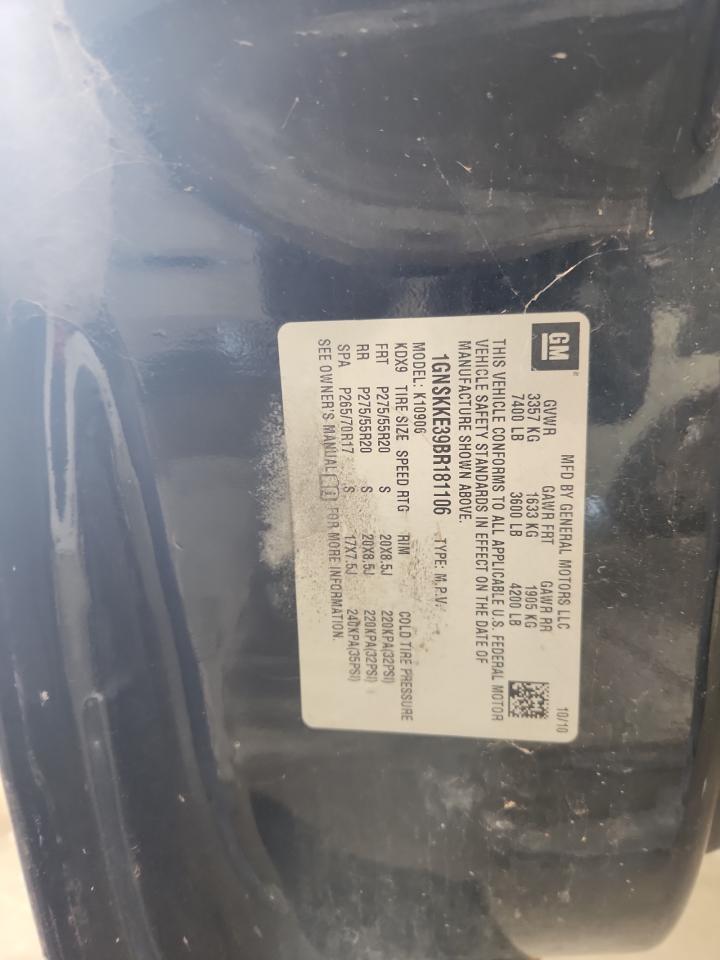 GM ®
MFD BY GENERAL MOTORS LLC 10/10
GVWR GAWR FRT GAWR RR
3357 KG 1633 KG 1905 KG
7400 LB 3600 LB 4200 LB
THIS VEHICLE CONFORMS TO ALL APPLICABLE U.S. FEDERAL MOTOR
VEHICLE SAFETY STANDARDS IN EFFECT ON THE DATE OF
MANUFACTURE SHOWN ABOVE.
1GNSKKE39BR181106 TYPE: M.P.V.
MODEL: K10906
KDX9 TIRE SIZE SPEED RTG RIM COLD TIRE PRESSURE
FRT P275/55R20 S 20X8.5J 220KPA(32PSI)
RR P275/55R20 S 20X8.5J 220KPA(32PSI)
SPA P265/70R17 S 17X7.5J 240KPA(35PSI)
SEE OWNER'S MANUAL FOR MORE INFORMATION.